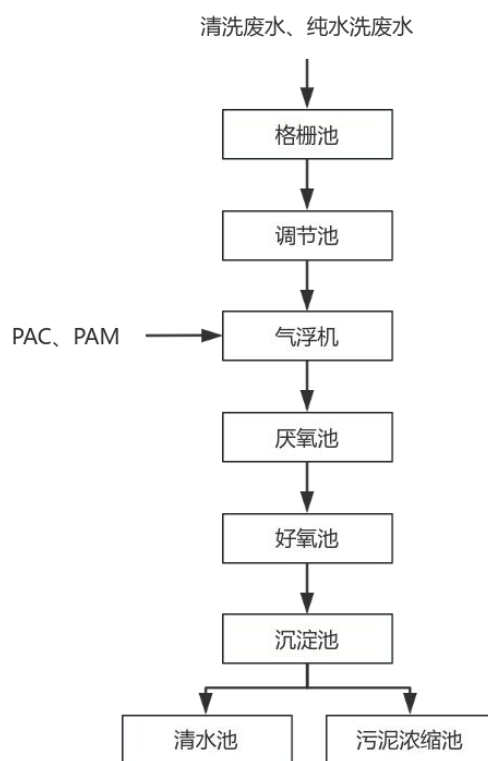 清洗废水、纯水洗废水
格栅池
调节池
PAC、PAM
气浮机
厌氧池
好氧池
沉淀池
清水池
污泥浓缩池